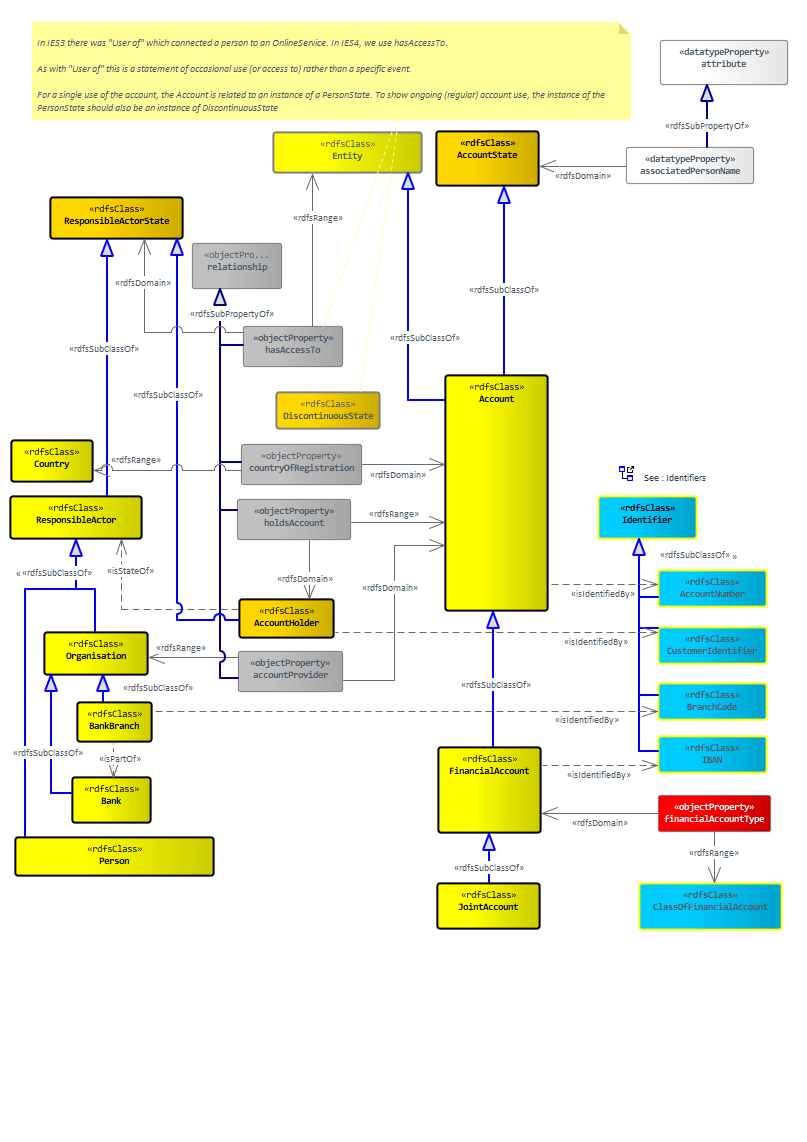 In IES3 there was "User of" which connected a person to an OnlineService. In IES4, we use hasAccessTo.
As with "User of" this is a statement of occasional use (or access to) rather than a specific event.
For a single use of the account, the Account is related to an instance of a PersonState. To show ongoing (regular) account use, the instance of the
PersonState should also be an instance of DiscontinuousState
«datatypeProperty»
attribute
«rdfsSubPropertyOf»
«rdfsClass»
Entity
«rdfsClass»
AccountState
«datatypeProperty»
associatedPersonName
«rdfsDomain»
«rdfsClass»
ResponsibleActorState
«rdfsRange»
«objectPro...
relationship
«rdfsDomain»
«rdfsSubClassOf»
«rdfsSubPropertyOf»
«objectProperty»
hasAccessTo
«rdfsSubClassOf»
«rdfsSubClassOf»
«rdfsSubClassOf»
«rdfsClass»
Account
«rdfsClass»
DiscontinuousState
«rdfsClass»
Country
«rdfsRange»
«objectProperty»
countryOfRegistration
«rdfsDomain»
See : Identifiers
«rdfsClass»
ResponsibleActor
«objectProperty»
holdsAccount
«rdfsRange»
«rdfsClass»
Identifier
«rdfsSubClassOf» »
« «rdfsSubClassOf»
«isStateOf»
«rdfsDomain»
«rdfsDomain»
«isIdentifiedBy»
«rdfsClass»
AccountNumber
«rdfsClass»
AccountHolder
«isIdentifiedBy»
«rdfsClass»
CustomerIdentifier
«rdfsClass»
Organisation
«rdfsRange»
«objectProperty»
accountProvider
«rdfsSubClassOf»
«rdfsSubClassOf»
«rdfsClass»
BankBranch
«isIdentifiedBy»
«rdfsClass»
BranchCode
«rdfsSubClassOf»
«isPartOf»
«rdfsClass»
FinancialAccount
«isIdentifiedBy»
«rdfsClass»
IBAN
«rdfsClass»
Bank
«rdfsDomain»
«objectProperty»
financialAccountType
«rdfsClass»
Person
«rdfsSubClassOf»
«rdfsRange»
«rdfsClass»
JointAccount
«rdfsClass»
ClassOfFinancialAccount